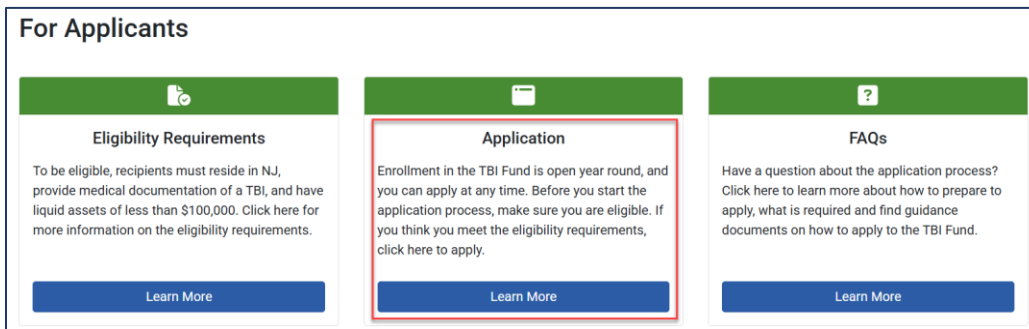 For Applicants
Eligibility Requirements
To be eligible, recipients must reside in NJ,
provide medical documentation of a TBI, and have
liquid assets of less than $100,000. Click here for
more information on the eligibility requirements.
Learn More
Application
Enrollment in the TBI Fund is open year round, and
you can apply at any time. Before you start the
application process, make sure you are eligible. If
you think you meet the eligibility requirements,
click here to apply.
Learn More
FAQs
Have a question about the application process?
Click here to learn more about how to prepare to
apply, what is required and find guidance
documents on how to apply to the TBI Fund.
Learn More